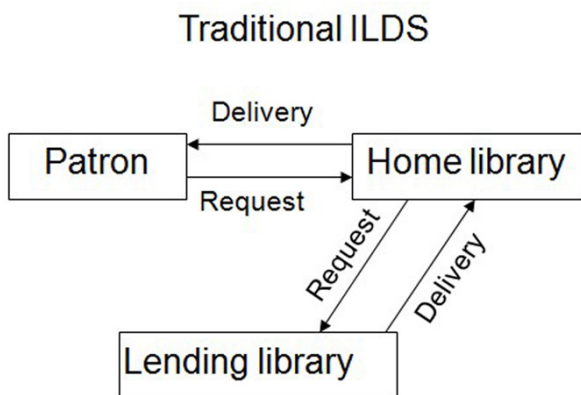 Traditional ILDS
Delivery
Patron
Home library
Request
Request
Delivery
Lending library